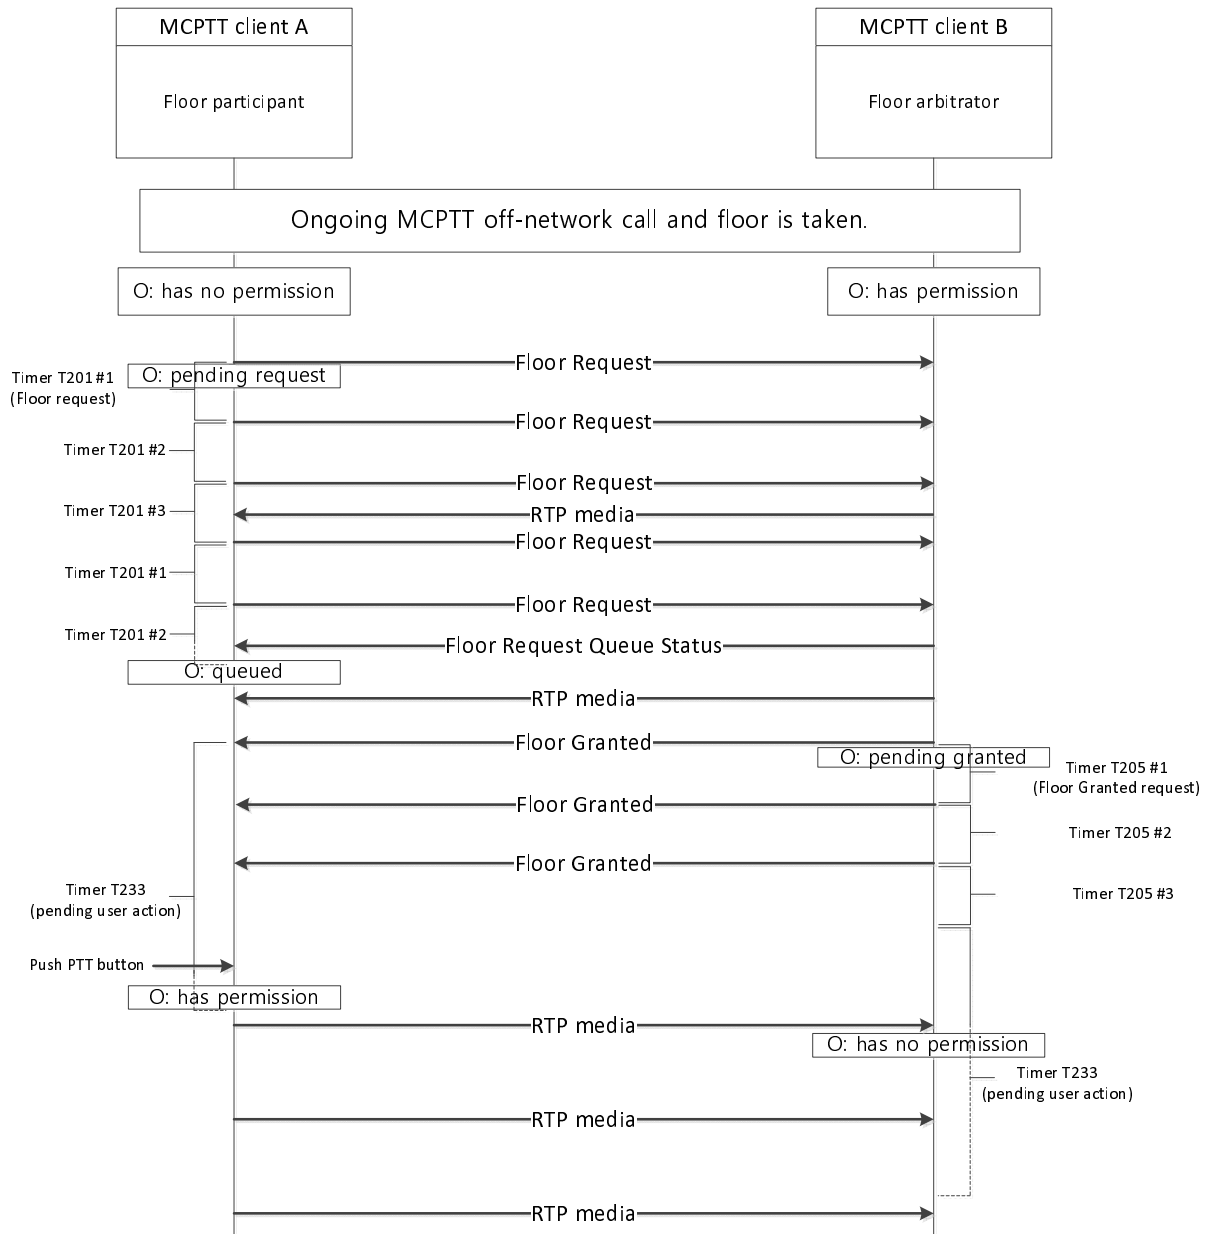 MCPTT client A
MCPTT client B
Floor participant
Floor arbitrator
Ongoing MCPTT off-network call and floor is taken.
O: has no permission
O: has permission
Floor Request
O: pending request
Timer T201 #1
(Floor request)
Floor Request
Timer T201 #2
Floor Request
Timer T201 #3
RTP media
Floor Request
Timer T201 #1
Floor Request
Timer T201 #2
Floor Request Queue Status
O: queued
RTP media
Floor Granted
O: pending granted
Timer T205 #1
(Floor Granted request)
Floor Granted
Timer T205 #2
Floor Granted
Timer T233
(pending user action)
Timer T205 #3
Push PTT button
O: has permission
RTP media
O: has no permission
Timer T233
(pending user action)
RTP media
RTP media